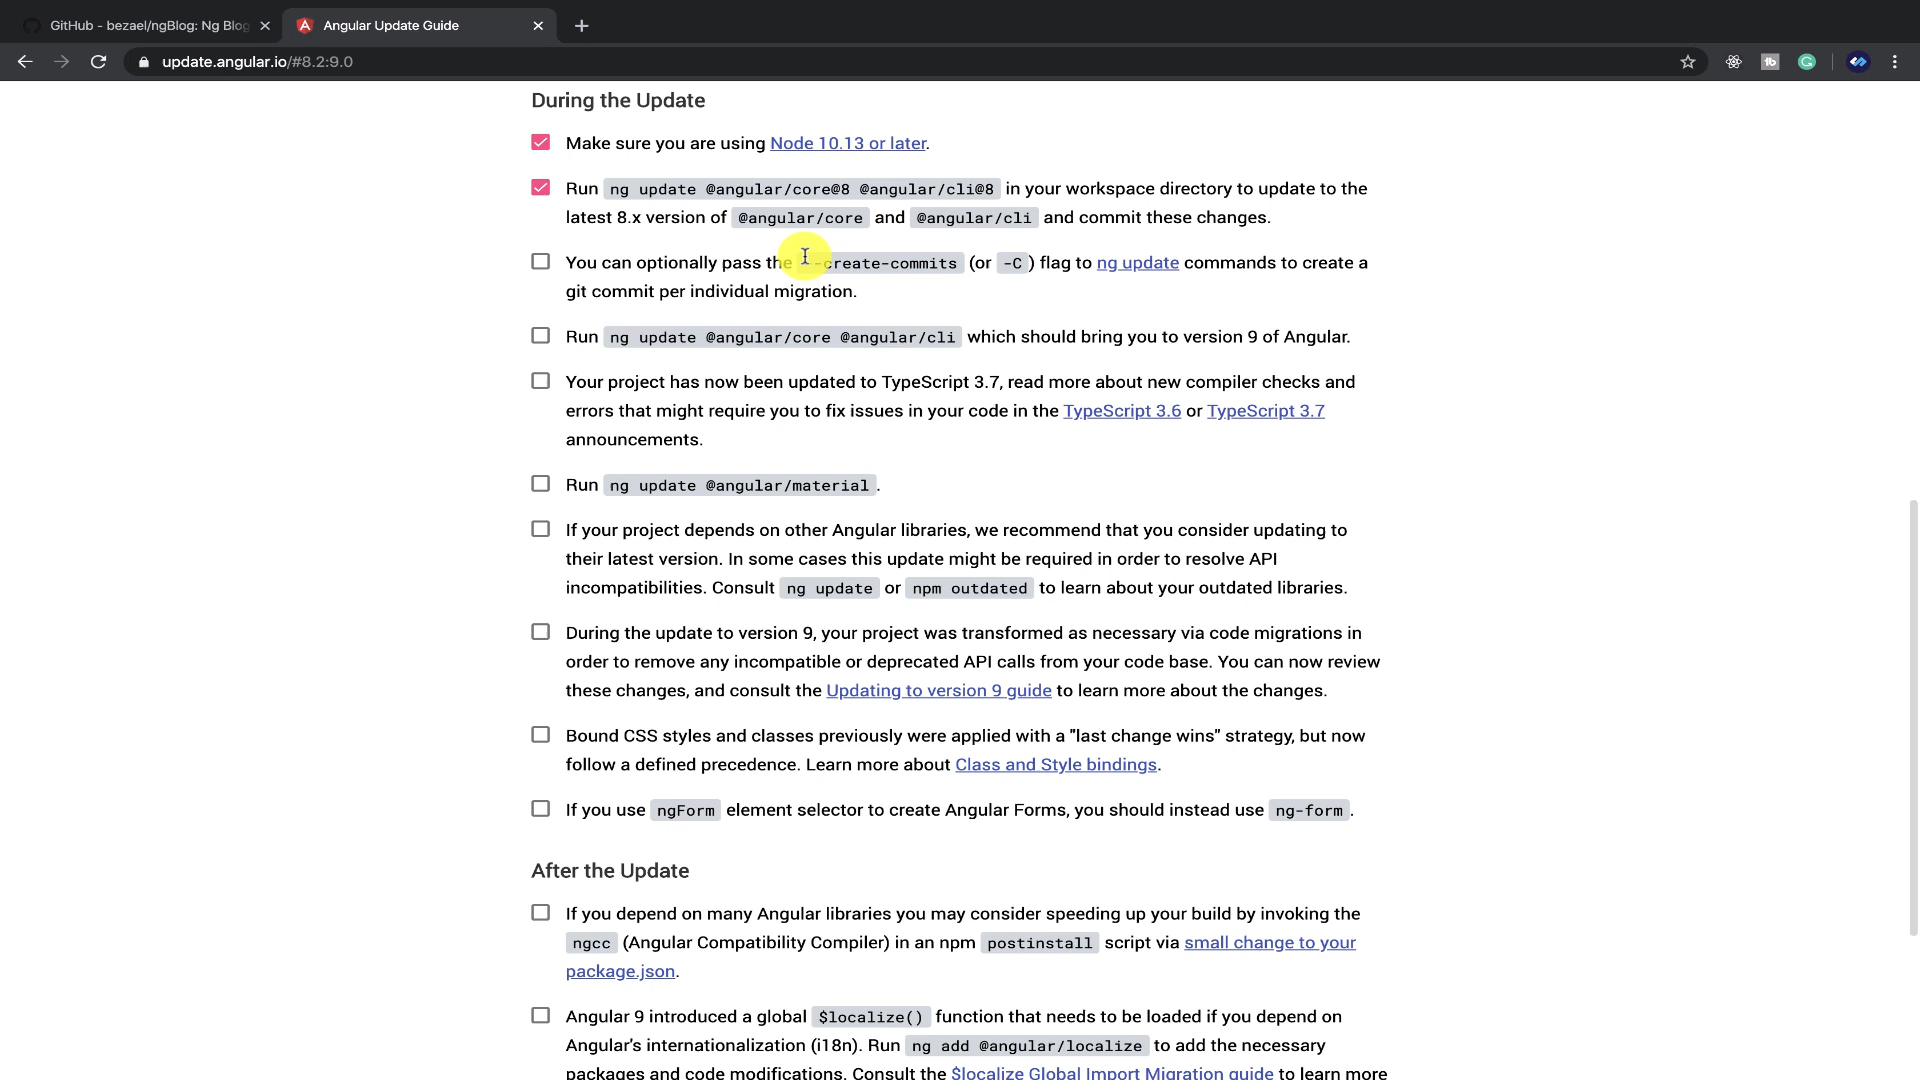 GitHub - bezael/ngBlog: Ng Blog
Angular Update Guide
update.angular.io/#8.2:9.0
During the Update
Make sure you are using Node 10.13 or later.
Run ng update @angular/core@8 @angular/cli@8 in your workspace directory to update to the
latest 8.x version of @angular/core and @angular/cli and commit these changes.
You can optionally pass the --create-commits (or -C ) flag to ng update commands to create a
git commit per individual migration.
Run ng update @angular/core @angular/cli which should bring you to version 9 of Angular.
Your project has now been updated to TypeScript 3.7, read more about new compiler checks and
errors that might require you to fix issues in your code in the TypeScript 3.6 or TypeScript 3.7
announcements.
Run ng update @angular/material .
If your project depends on other Angular libraries, we recommend that you consider updating to
their latest version. In some cases this update might be required in order to resolve API
incompatibilities. Consult ng update or npm outdated to learn about your outdated libraries.
During the update to version 9, your project was transformed as necessary via code migrations in
order to remove any incompatible or deprecated API calls from your code base. You can now review
these changes, and consult the Updating to version 9 guide to learn more about the changes.
Bound CSS styles and classes previously were applied with a "last change wins" strategy, but now
follow a defined precedence. Learn more about Class and Style bindings.
If you use ngForm element selector to create Angular Forms, you should instead use ng-form .
After the Update
If you depend on many Angular libraries you may consider speeding up your build by invoking the
ngcc (Angular Compatibility Compiler) in an npm postinstall script via small change to your
package.json.
Angular 9 introduced a global $localize() function that needs to be loaded if you depend on
Angular's internationalization (i18n). Run ng add @angular/localize to add the necessary
packages and code modifications. Consult the $localize Global Import Migration guide to learn more